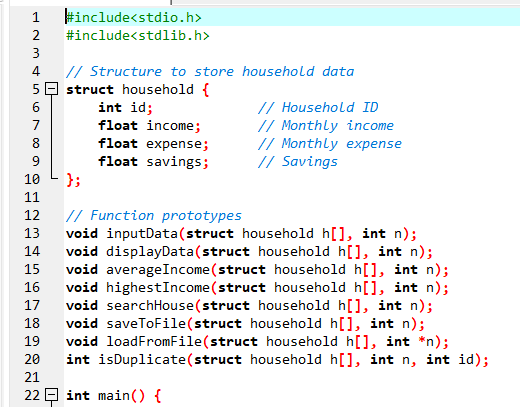 1 #include<stdio.h>
2 #include<stdlib.h>
3
4 // Structure to store household data
5 struct household {
6     int id;             // Household ID
7     float income;       // Monthly income
8     float expense;      // Monthly expense
9     float savings;      // Savings
10 };
11
12 // Function prototypes
13 void inputData(struct household h[], int n);
14 void displayData(struct household h[], int n);
15 void averageIncome(struct household h[], int n);
16 void highestIncome(struct household h[], int n);
17 void searchHouse(struct household h[], int n);
18 void saveToFile(struct household h[], int n);
19 void loadFromFile(struct household h[], int *n);
20 int isDuplicate(struct household h[], int n, int id);
21
22 int main() {